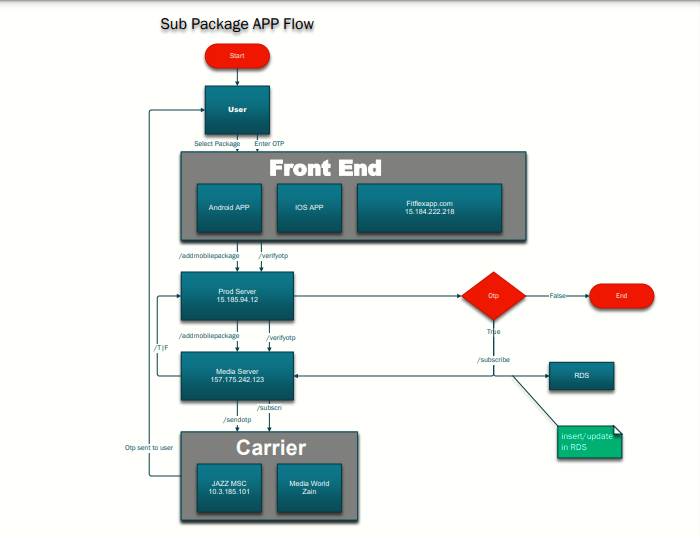 Sub Package APP Flow
Start
User
Select Package
Enter OTP
Front End
Android APP
IOS APP
Fitflexapp.com
15.184.222.218
/addmobilepackage
/verifyotp
Prod Server
15.185.94.12
Otp
False
End
True
/addmobilepackage
/verifyotp
/T|F
/subscribe
Media Server
157.175.242.123
RDS
/subscn
/sendotp
insert/update
in RDS
Otp sent to user
Carrier
JAZZ MSC
10.3.185.101
Media World
Zain